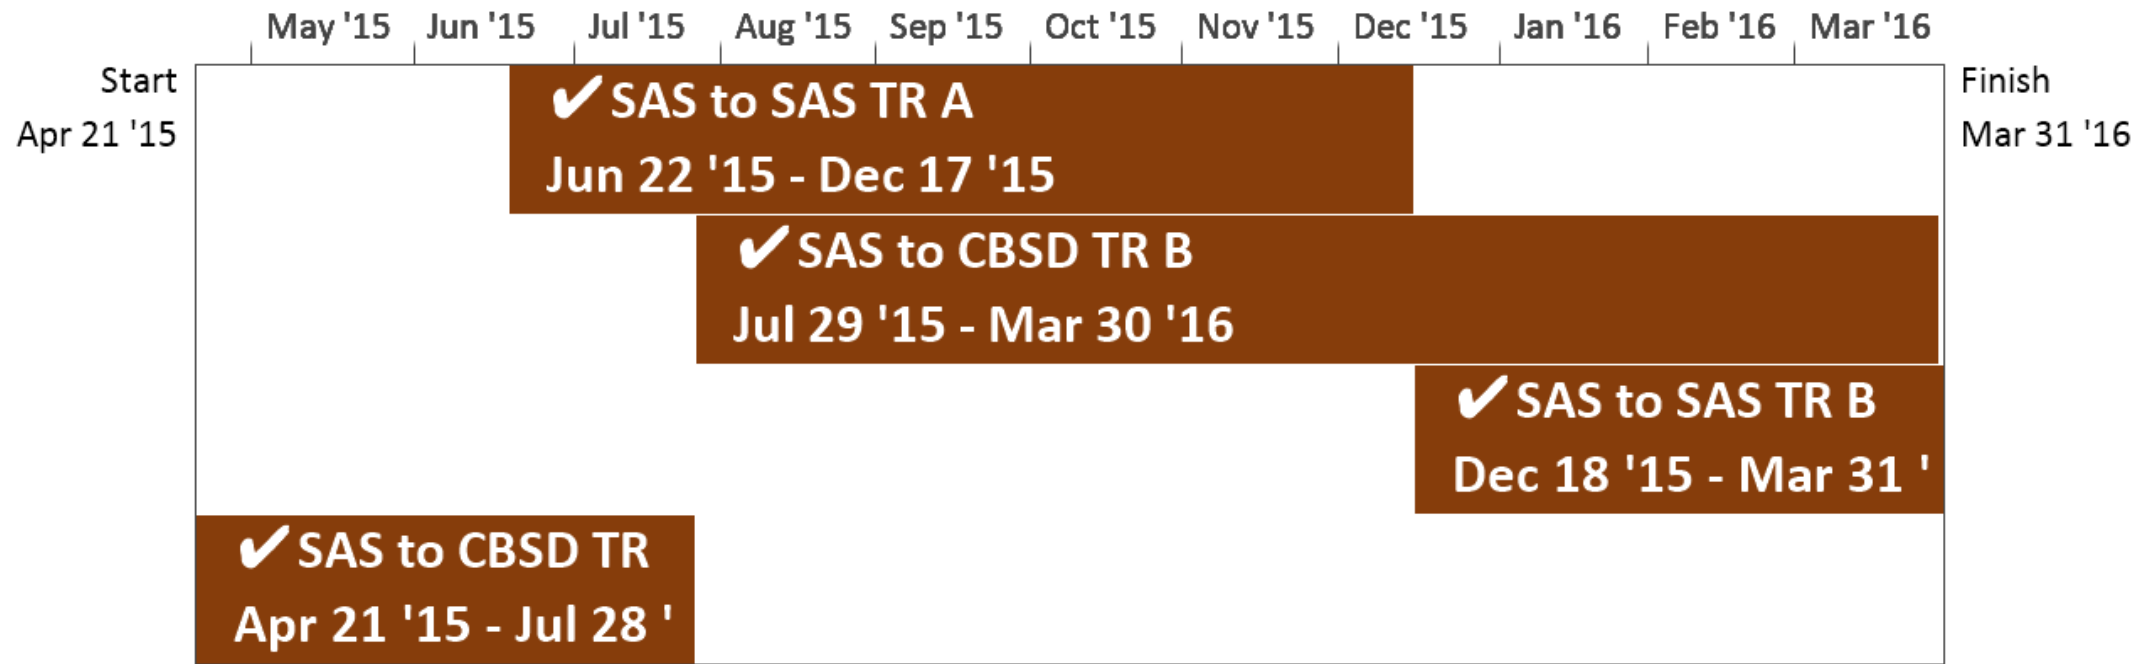 May '15 Jun '15 Jul '15 Aug '15 Sep '15 Oct '15 Nov '15 Dec '15 Jan '16 Feb '16 Mar '16
Start
Apr 21 '15
✔ SAS to SAS TR A
Jun 22 '15 - Dec 17 '15
Finish
Mar 31 '16
✔ SAS to CBSD TR B
Jul 29 '15 - Mar 30 '16
✔ SAS to SAS TR B
Dec 18 '15 - Mar 31 '
✔ SAS to CBSD TR
Apr 21 '15 - Jul 28 '